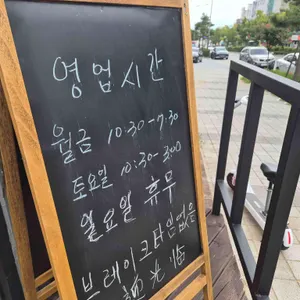 영업시간
월금 10:30-7:30
토요일 10:30-3:00
일요일 휴무
브레이크타임없음